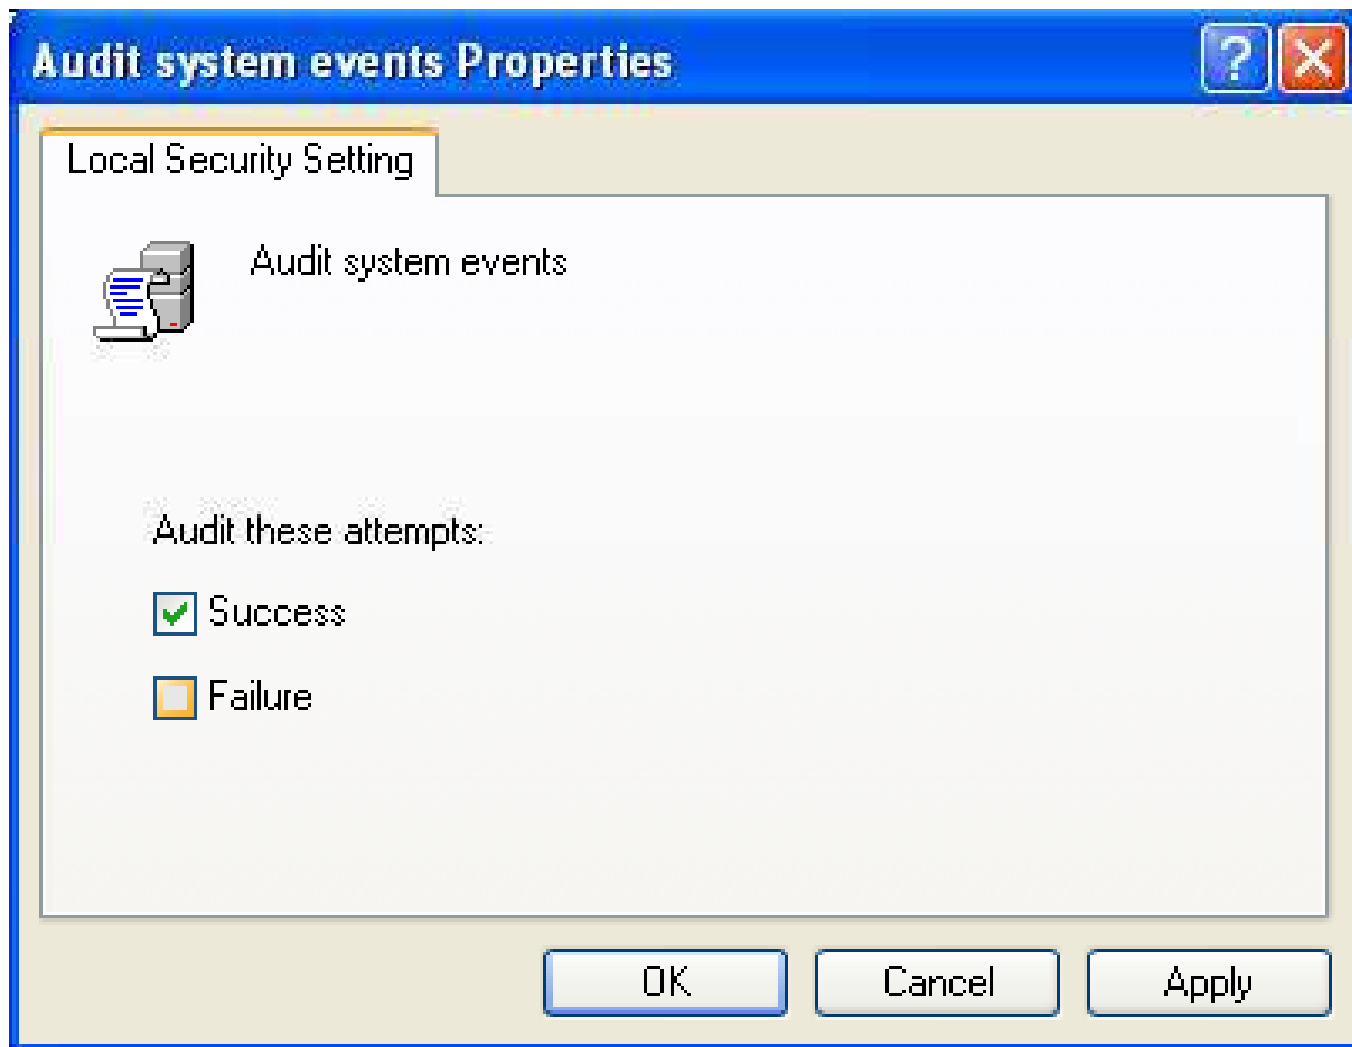 Audit system events Properties
?
Local Security Setting
Audit system events
Audit these attempts:
Success
Failure
OK Cancel Apply